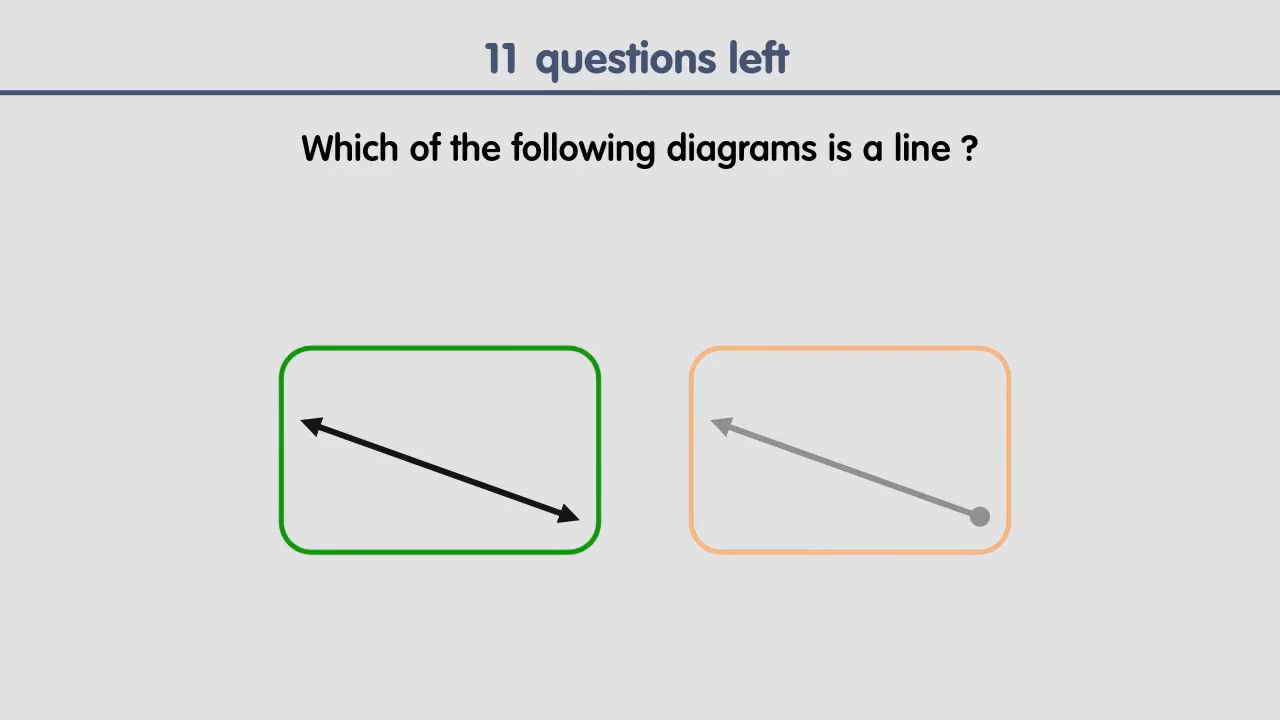 11 questions left
Which of the following diagrams is a line ?